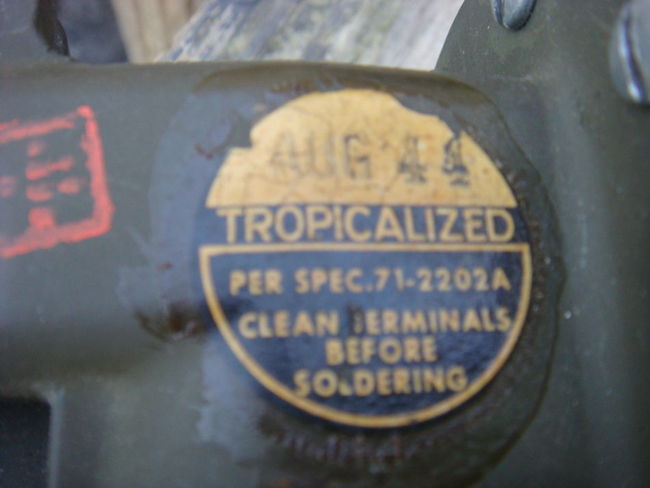 AUG 44
TROPICALIZED
PER SPEC.71-2202A
CLEAN TERMINALS
BEFORE
SOLDERING